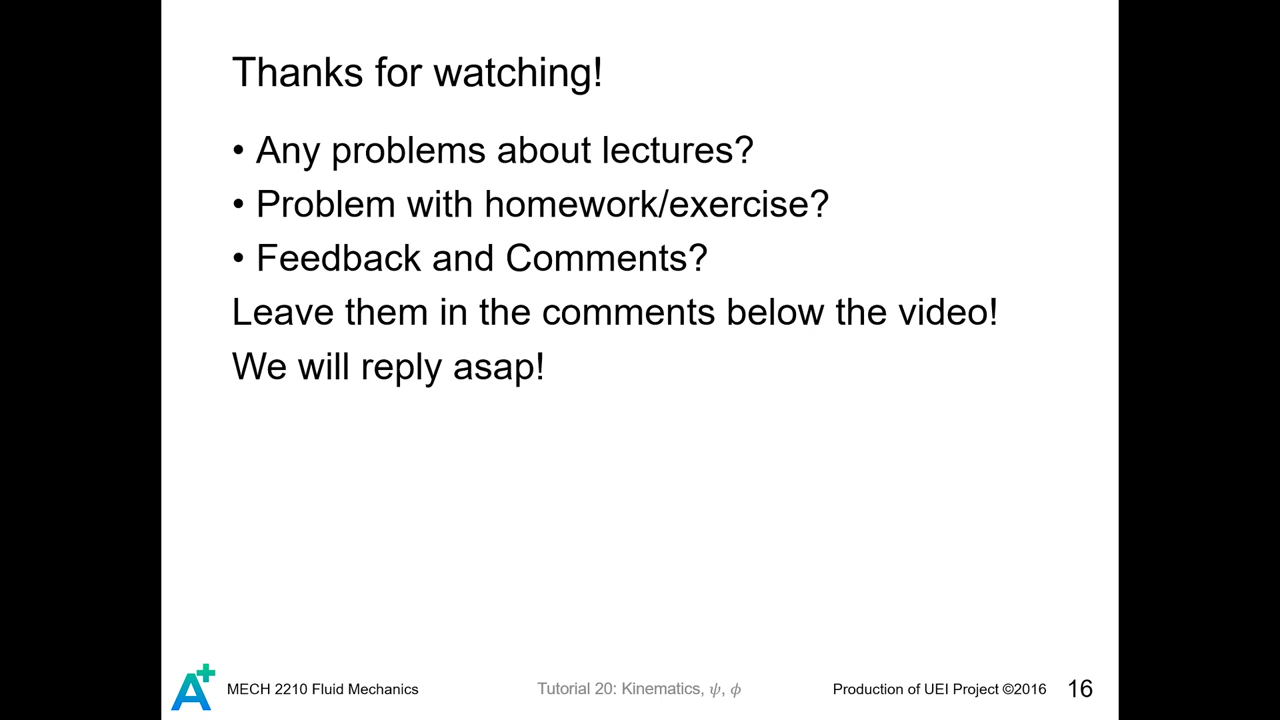 Thanks for watching!
• Any problems about lectures?
• Problem with homework/exercise?
• Feedback and Comments?
Leave them in the comments below the video!
We will reply asap!
A+ MECH 2210 Fluid Mechanics
Tutorial 20: Kinematics, ψ, ϕ
Production of UEI Project ©2016
16